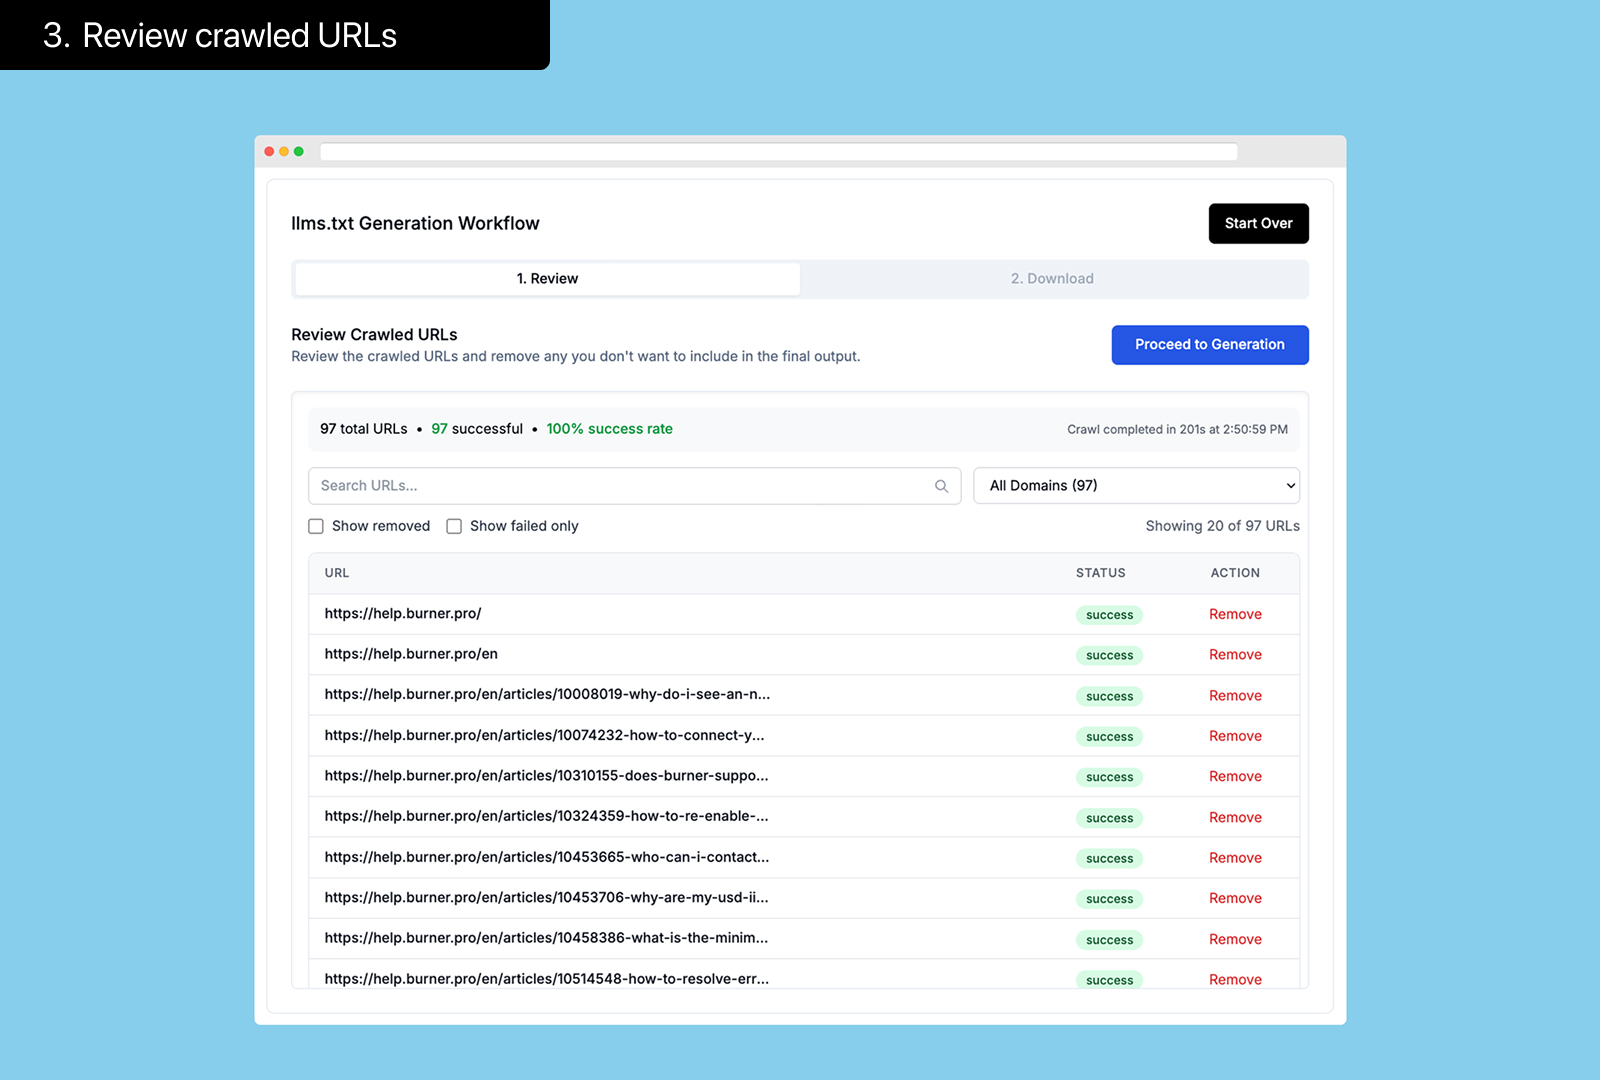 3. Review crawled URLs
llms.txt Generation Workflow
Start Over
1. Review
2. Download
Review Crawled URLs
Review the crawled URLs and remove any you don't want to include in the final output.
Proceed to Generation
97 total URLs • 97 successful • 100% success rate
Crawl completed in 201s at 2:50:59 PM
Search URLs...
All Domains (97)
Show removed
Show failed only
Showing 20 of 97 URLs
URL STATUS ACTION
https://help.burner.pro/ success Remove
https://help.burner.pro/en success Remove
https://help.burner.pro/en/articles/10008019-why-do-i-see-an-n... success Remove
https://help.burner.pro/en/articles/10074232-how-to-connect-y... success Remove
https://help.burner.pro/en/articles/10310155-does-burner-suppo... success Remove
https://help.burner.pro/en/articles/10324359-how-to-re-enable-... success Remove
https://help.burner.pro/en/articles/10453665-who-can-i-contact... success Remove
https://help.burner.pro/en/articles/10453706-why-are-my-usd-ii... success Remove
https://help.burner.pro/en/articles/10458386-what-is-the-minim... success Remove
https://help.burner.pro/en/articles/10514548-how-to-resolve-err... success Remove